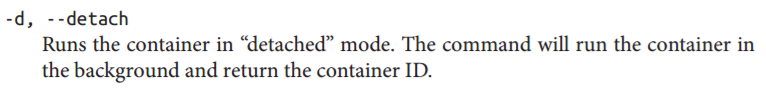 -d, --detach
Runs the container in “detached” mode. The command will run the container in
the background and return the container ID.